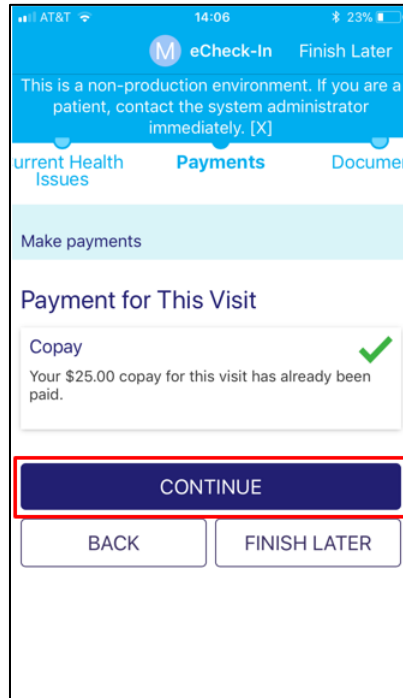 AT&T 14:06 23%
M eCheck-In Finish Later
This is a non-production environment. If you are a
patient, contact the system administrator
immediately. [X]
urrent Health Payments Docume
Issues
Make payments
Payment for This Visit
Copay
Your $25.00 copay for this visit has already been
paid.
CONTINUE
BACK FINISH LATER